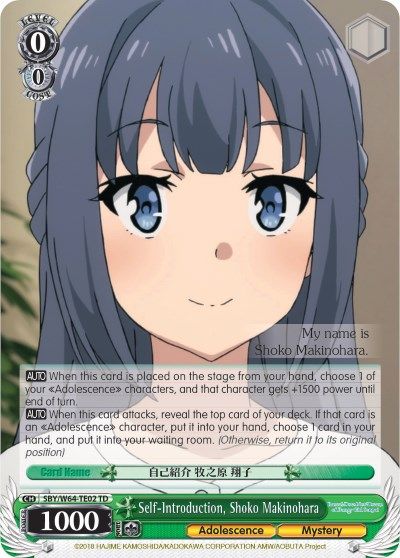 LEVEL
0
0
COST
My name is
Shoko Makinohara.
AUTO When this card is placed on the stage from your hand, choose 1 of
your «Adolescence» characters, and that character gets +1500 power until
end of turn.
AUTO When this card attacks, reveal the top card of your deck. If that card is
an «Adolescence» character, put it into your hand, choose 1 card in your
hand, and put it into your waiting room. (Otherwise, return it to its original
position)
Card Name
自己紹介 牧之原 翔子
CH SBY/W64-TE02 TD
Self-Introduction, Shoko Makinohara
POWER
1000
Adolescence
Mystery
©2018 HAJIME KAMOSHIDA/KADOKAWA CORPORATION AMW/AOBUTA Project